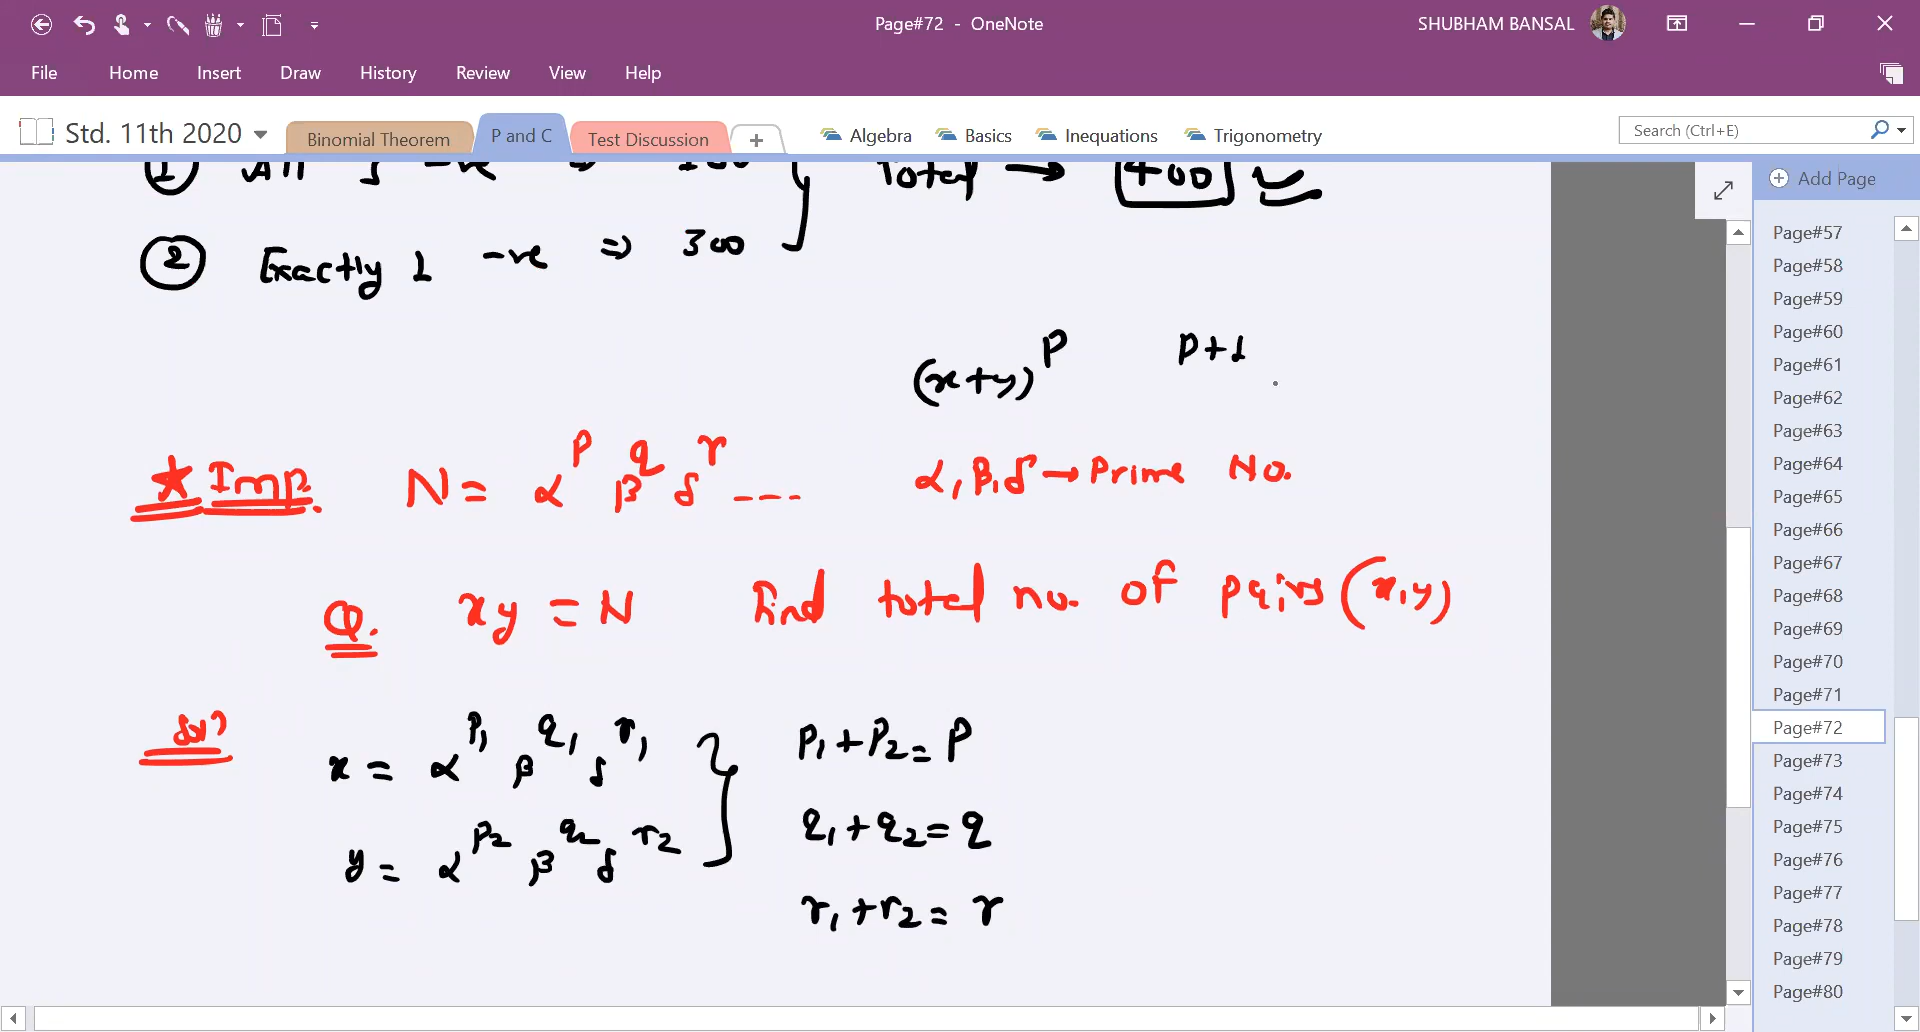 Page#72 - OneNote
SHUBHAM BANSAL
File Home Insert Draw History Review View Help
Std. 11th 2020
Binomial Theorem
P and C
Test Discussion
Algebra
Basics
Inequations
Trigonometry
Search (Ctrl+E)
Add Page
① All -ve ⇒ 100
Total → 400
② Exactly 1 -ve ⇒ 300
(x+y)^P P+1
★ Imp. N = α^P β^q δ^r ----
α, β, δ → Prime No.
Q. xy = N find total no. of pairs (x,y)
Solⁿ
x = α^P₁ β^q₁ δ^r₁
y = α^P₂ β^q₂ δ^r₂
P₁ + P₂ = P
q₁ + q₂ = q
r₁ + r₂ = r
Page#57
Page#58
Page#59
Page#60
Page#61
Page#62
Page#63
Page#64
Page#65
Page#66
Page#67
Page#68
Page#69
Page#70
Page#71
Page#72
Page#73
Page#74
Page#75
Page#76
Page#77
Page#78
Page#79
Page#80